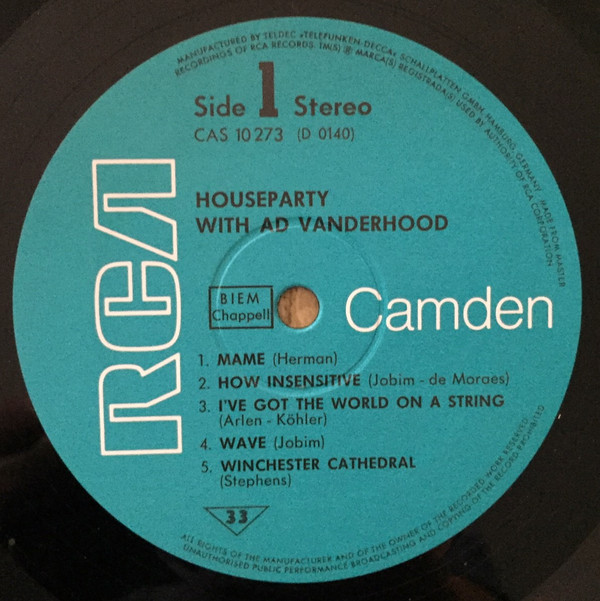 MANUFACTURED BY TELDEC »TELEFUNKEN-DECCA« SCHALLPLATTEN GMBH, HAMBURG, GERMANY - MADE FROM MASTER
RECORDINGS OF RCA RECORDS. TM(S) ® MARCA(S) REGISTRADA(S) USED BY AUTHORITY OF RCA CORPORATION
Side 1 Stereo
CAS 10273 (D 0140)
HOUSEPARTY
WITH AD VANDERHOOD
RCA
BIEM
Chappell
Camden
1. MAME (Herman)
2. HOW INSENSITIVE (Jobim - de Moraes)
3. I'VE GOT THE WORLD ON A STRING
(Arlen - Köhler)
4. WAVE (Jobim)
5. WINCHESTER CATHEDRAL
(Stephens)
33
ALL RIGHTS OF THE MANUFACTURER AND OF THE OWNER OF THE RECORDED WORK RESERVED
UNAUTHORISED PUBLIC PERFORMANCE BROADCASTING AND COPYING OF THE RECORD PROHIBITED